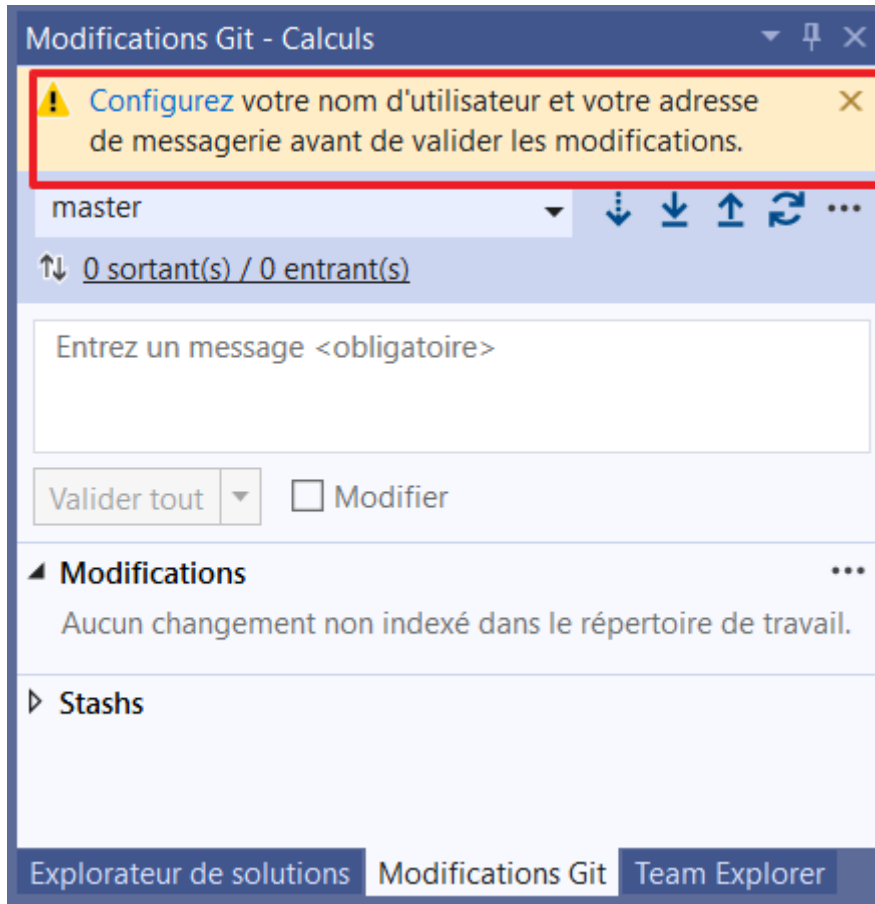 Modifications Git - Calculs
Configurez votre nom d'utilisateur et votre adresse
de messagerie avant de valider les modifications.
master
0 sortant(s) / 0 entrant(s)
Entrez un message <obligatoire>
Valider tout
Modifier
Modifications
Aucun changement non indexé dans le répertoire de travail.
Stashs
Explorateur de solutions Modifications Git Team Explorer